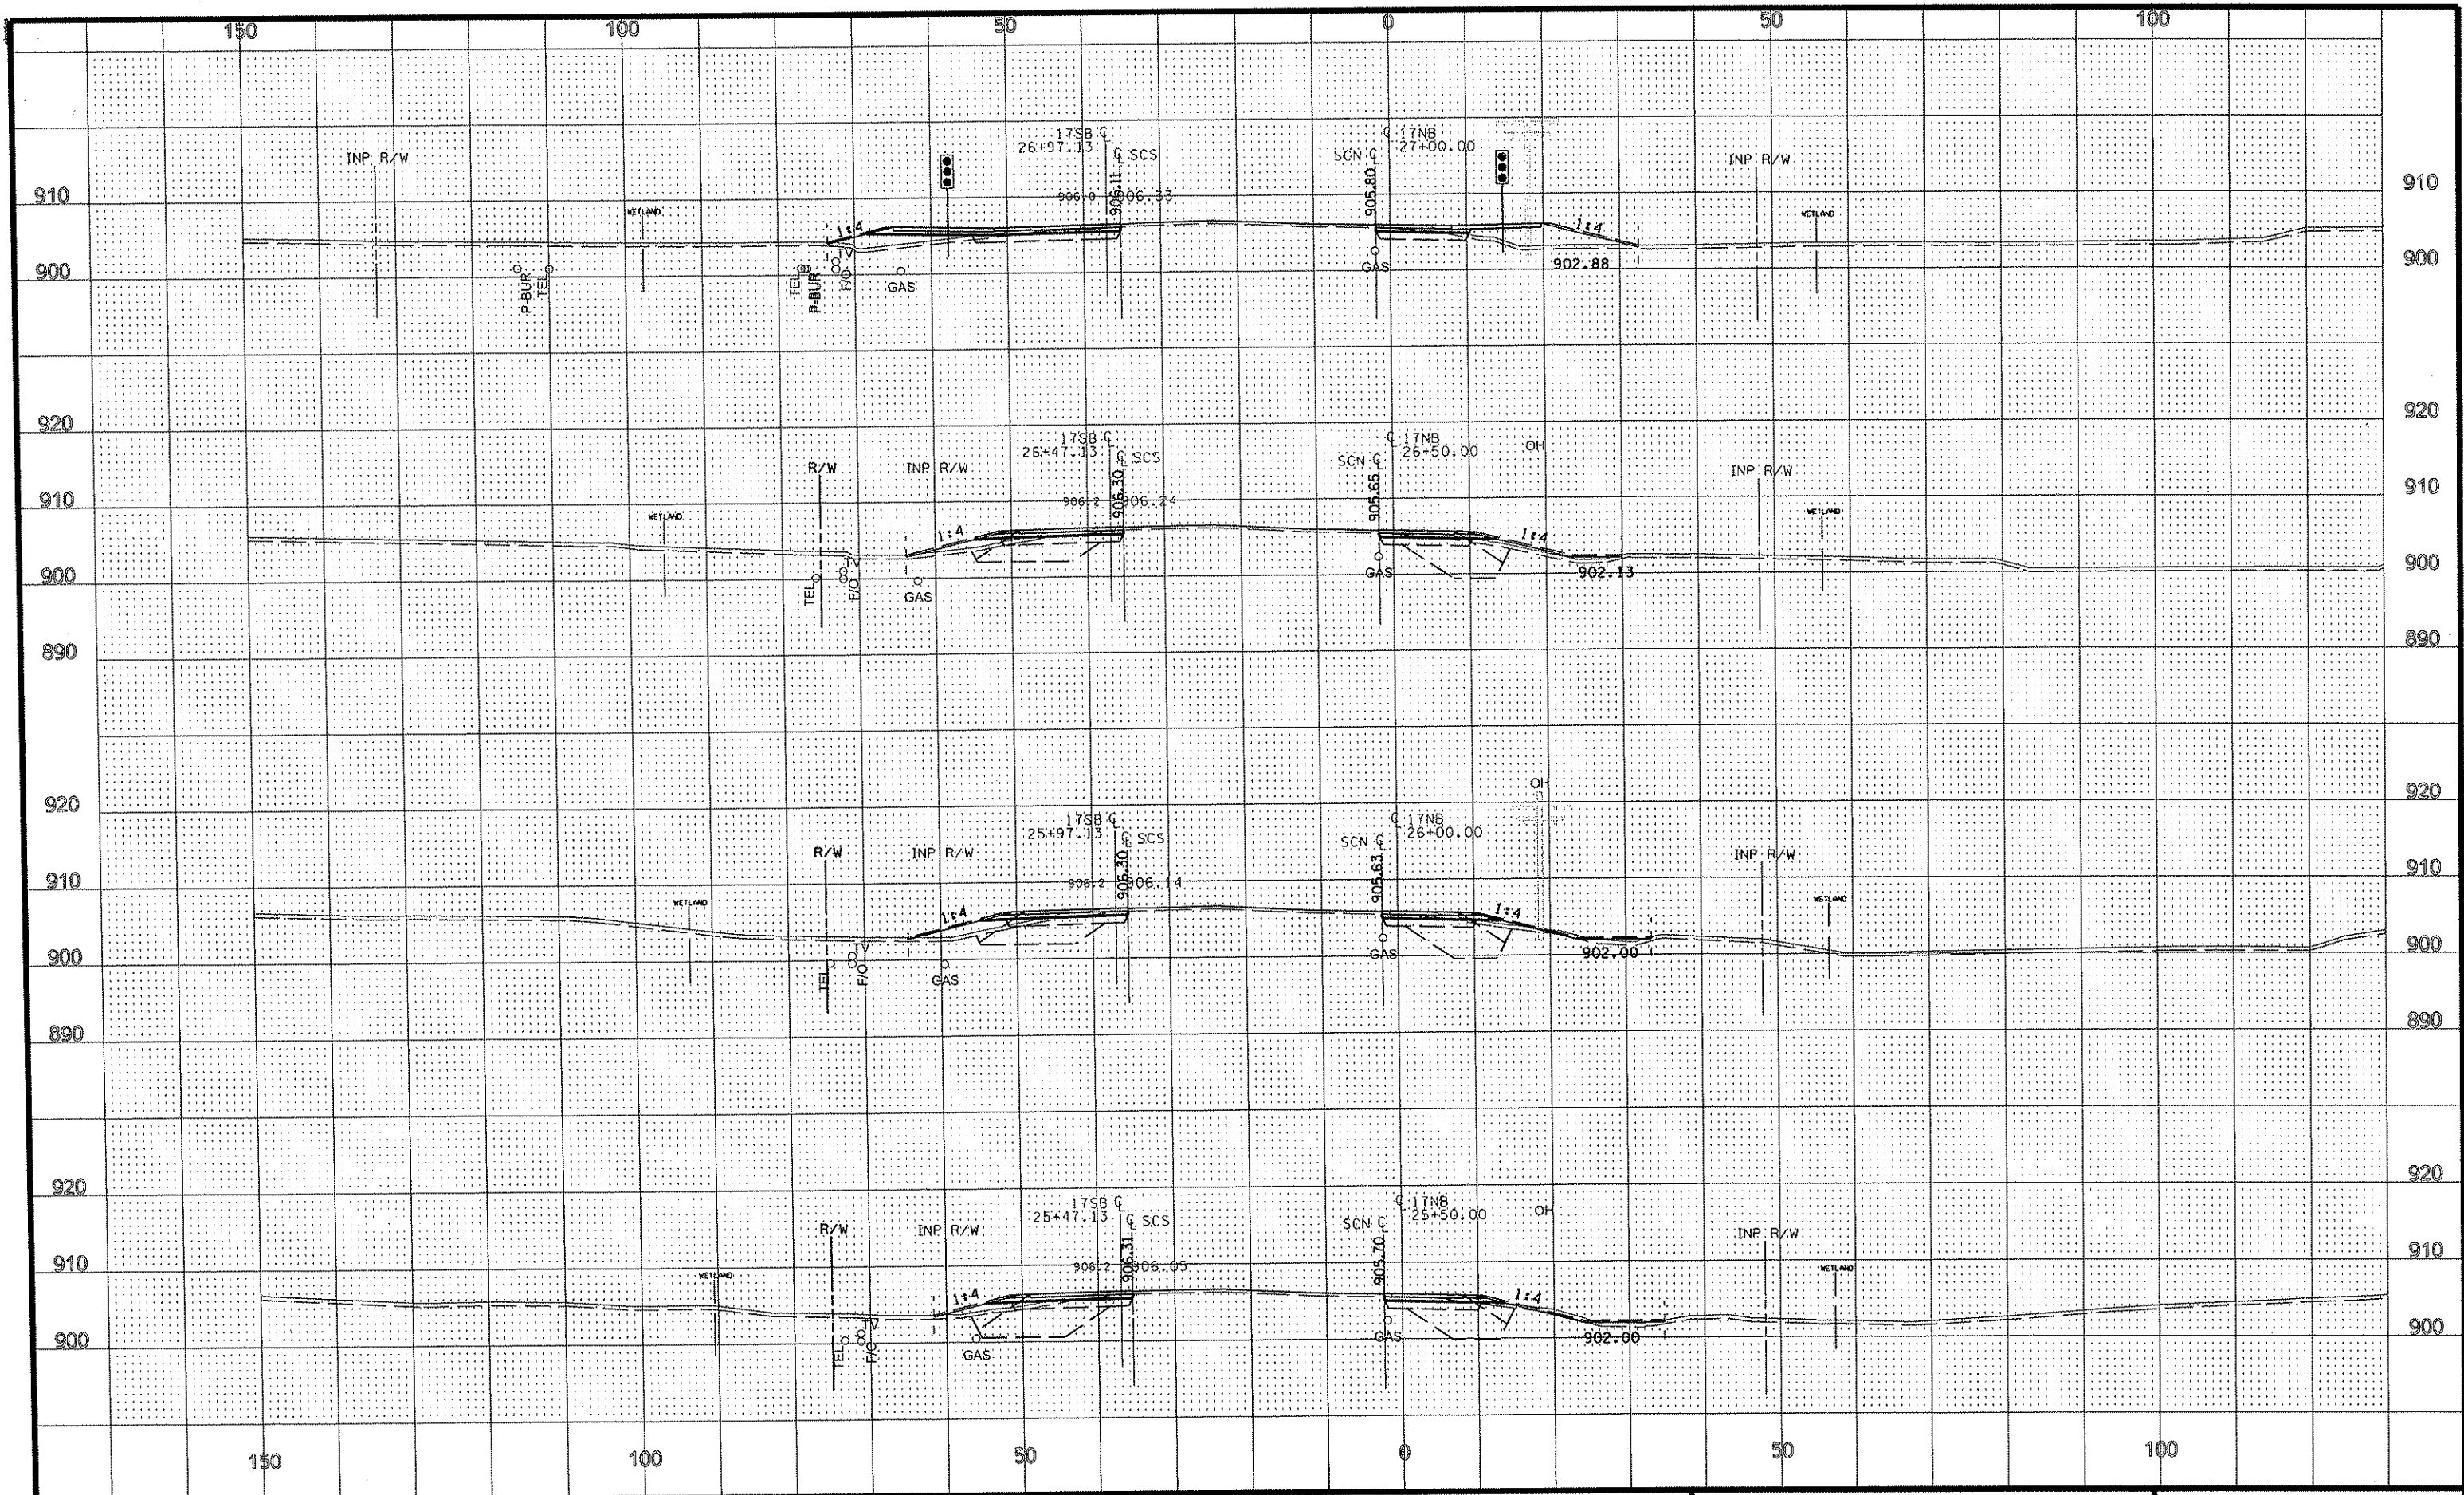 150 100 50 0 50 100
17SB ℄ ℄ 17NB
26+97.13 27+00.00
INP R/W ℄ SCS SCN ℄ INP R/W
906.11 905.80
910 WETLAND 906.0 906.33 WETLAND 910
1:4 1:4
900 TV GAS 902.88 900
P-BUR TEL TEL P-BUR F/O GAS
920 920
17SB ℄ ℄ 17NB
26+47.13 26+50.00 OH
R/W INP R/W ℄ SCS SCN ℄ INP R/W
906.30 905.65
910 906.2 906.24 910
WETLAND WETLAND
1:4 1:4
900 TV GAS 902.13 900
TEL F/O GAS
890 890
OH
920 920
17SB ℄ ℄ 17NB
25+97.13 26+00.00
R/W INP R/W ℄ SCS SCN ℄ INP R/W
906.30 905.63
910 906.2 906.14 910
WETLAND WETLAND
1:4 1:4
900 TV GAS 902.00 900
TEL F/O GAS
890 890
920 920
17SB ℄ ℄ 17NB
25+47.13 25+50.00 OH
R/W INP R/W ℄ SCS SCN ℄ INP R/W
906.31 905.70
910 WETLAND 906.2 906.05 WETLAND 910
1:4 1:4
900 TV GAS 902.00 900
TEL F/O GAS
150 100 50 0 50 100